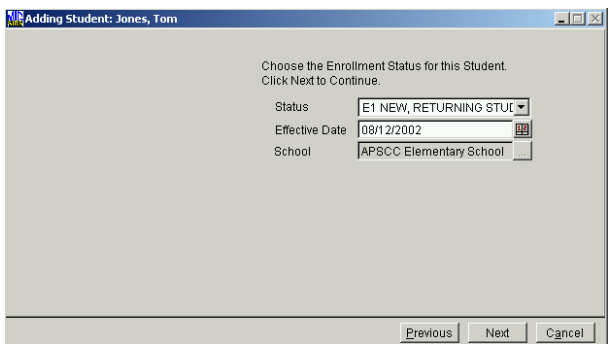 Adding Student: Jones, Tom
Choose the Enrollment Status for this Student.
Click Next to Continue.
Status E1 NEW, RETURNING STUD
Effective Date 08/12/2002
School APSCC Elementary School ...
Previous Next Cancel